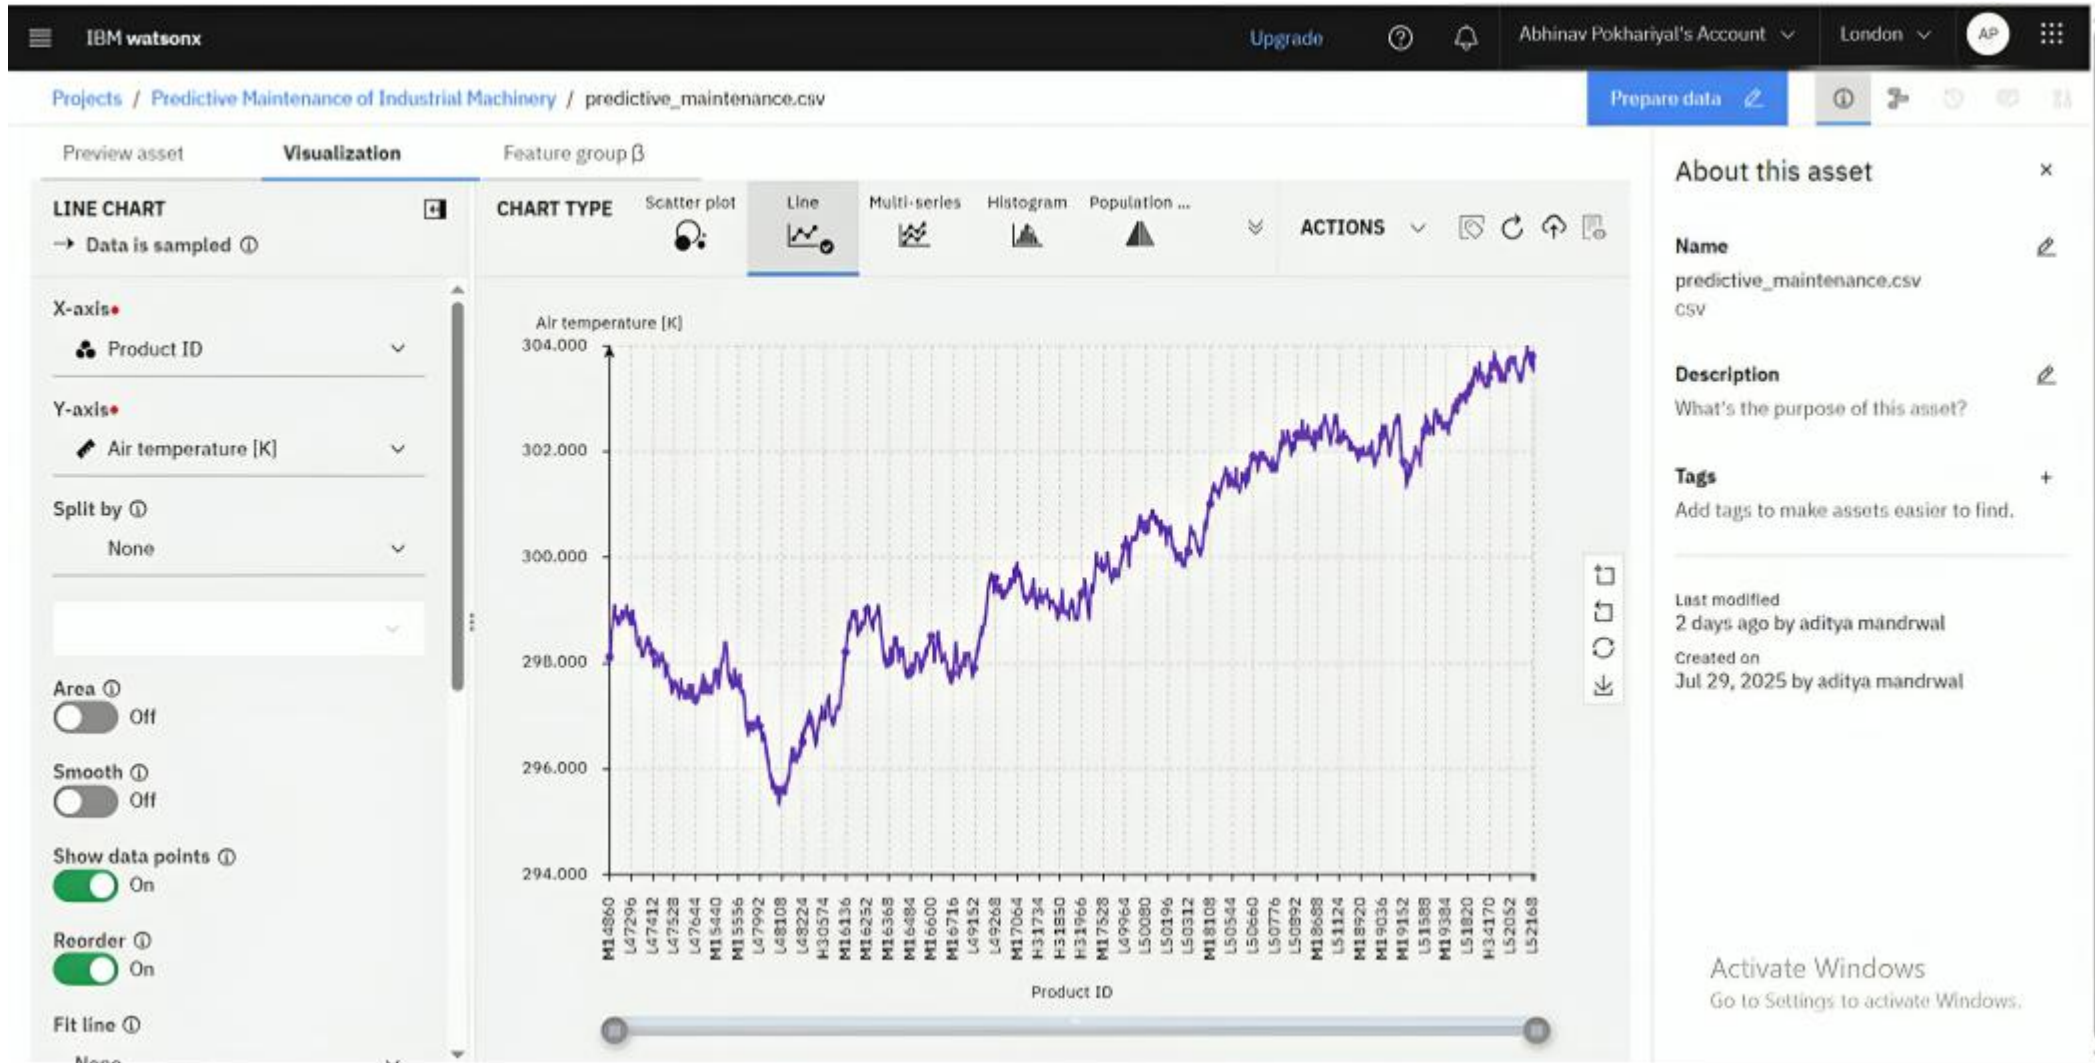 IBM watsonx
Upgrade
Abhinav Pokhariyal's Account
London
AP
Projects / Predictive Maintenance of Industrial Machinery / predictive_maintenance.csv
Prepare data
Preview asset
Visualization
Feature group β
LINE CHART
Data is sampled
X-axis
Product ID
Y-axis
Air temperature [K]
Split by
None
Area
Off
Smooth
Off
Show data points
On
Reorder
On
Fit line
None
CHART TYPE
Scatter plot
Line
Multi-series
Histogram
Population ...
ACTIONS
Air temperature [K]
304.000
302.000
300.000
298.000
296.000
294.000
M14860
L47296
L47412
L47528
L47644
M15440
M15556
L47992
L48108
L48224
H30574
M16136
M16252
M16368
M16484
M16600
M16716
L49152
L49268
M17064
H31734
H31850
H31966
M17528
L49964
L50080
L50196
L50312
M18108
L50544
L50660
L50776
L50892
M18688
L51124
M18920
M19036
M19152
L51588
M19384
L51820
H34170
L52052
L52168
Product ID
About this asset
Name
predictive_maintenance.csv
CSV
Description
What's the purpose of this asset?
Tags
Add tags to make assets easier to find.
Last modified
2 days ago by aditya mandrwal
Created on
Jul 29, 2025 by aditya mandrwal
Activate Windows
Go to Settings to activate Windows.